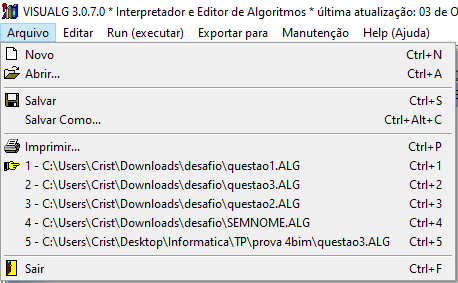 VISUALG 3.0.7.0 * Interpretador e Editor de Algoritmos * última atualização: 03 de O
Arquivo Editar Run (executar) Exportar para Manutenção Help (Ajuda)
Novo Ctrl+N
Abrir... Ctrl+A
Salvar Ctrl+S
Salvar Como... Ctrl+Alt+C
Imprimir... Ctrl+P
1 - C:\Users\Crist\Downloads\desafio\questao1.ALG Ctrl+1
2 - C:\Users\Crist\Downloads\desafio\questao3.ALG Ctrl+2
3 - C:\Users\Crist\Downloads\desafio\questao2.ALG Ctrl+3
4 - C:\Users\Crist\Downloads\desafio\SEMNOME.ALG Ctrl+4
5 - C:\Users\Crist\Desktop\Informatica\TP\prova 4bim\questao3.ALG Ctrl+5
Sair Ctrl+F